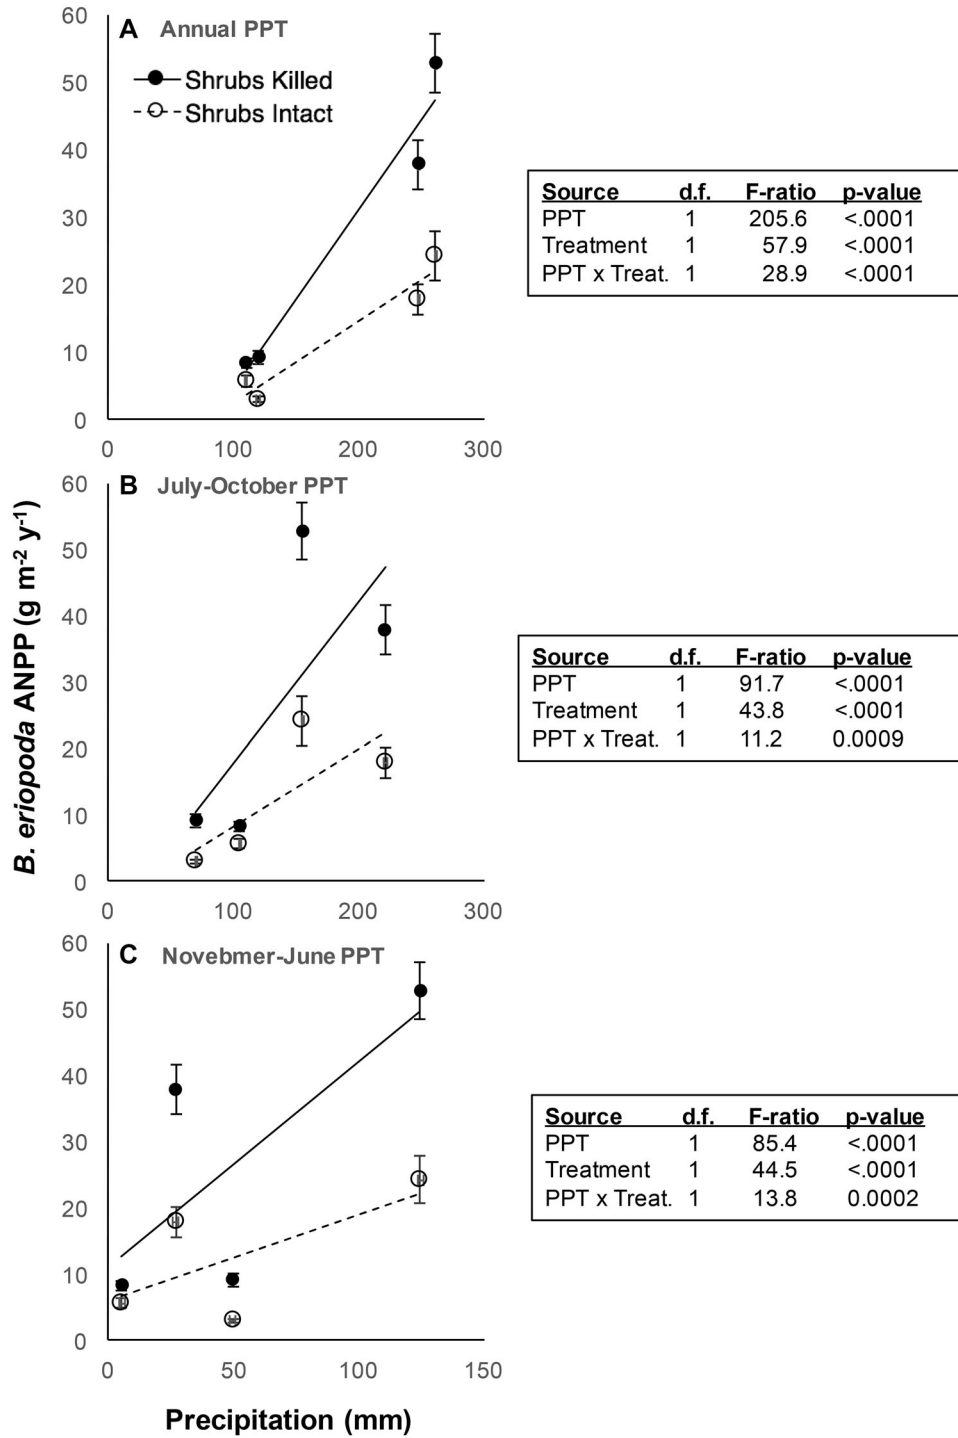 60
A Annual PPT
50
Shrubs Killed
Shrubs Intact
40
30
20
10
0
0 100 200 300
Source d.f. F-ratio p-value
PPT 1 205.6 <.0001
Treatment 1 57.9 <.0001
PPT x Treat. 1 28.9 <.0001
B. eriopoda ANPP (g m-2 y-1)
60
B July-October PPT
50
40
30
20
10
0
0 100 200 300
Source d.f. F-ratio p-value
PPT 1 91.7 <.0001
Treatment 1 43.8 <.0001
PPT x Treat. 1 11.2 0.0009
60
C Novebmer-June PPT
50
40
30
20
10
0
0 50 100 150
Source d.f. F-ratio p-value
PPT 1 85.4 <.0001
Treatment 1 44.5 <.0001
PPT x Treat. 1 13.8 0.0002
Precipitation (mm)